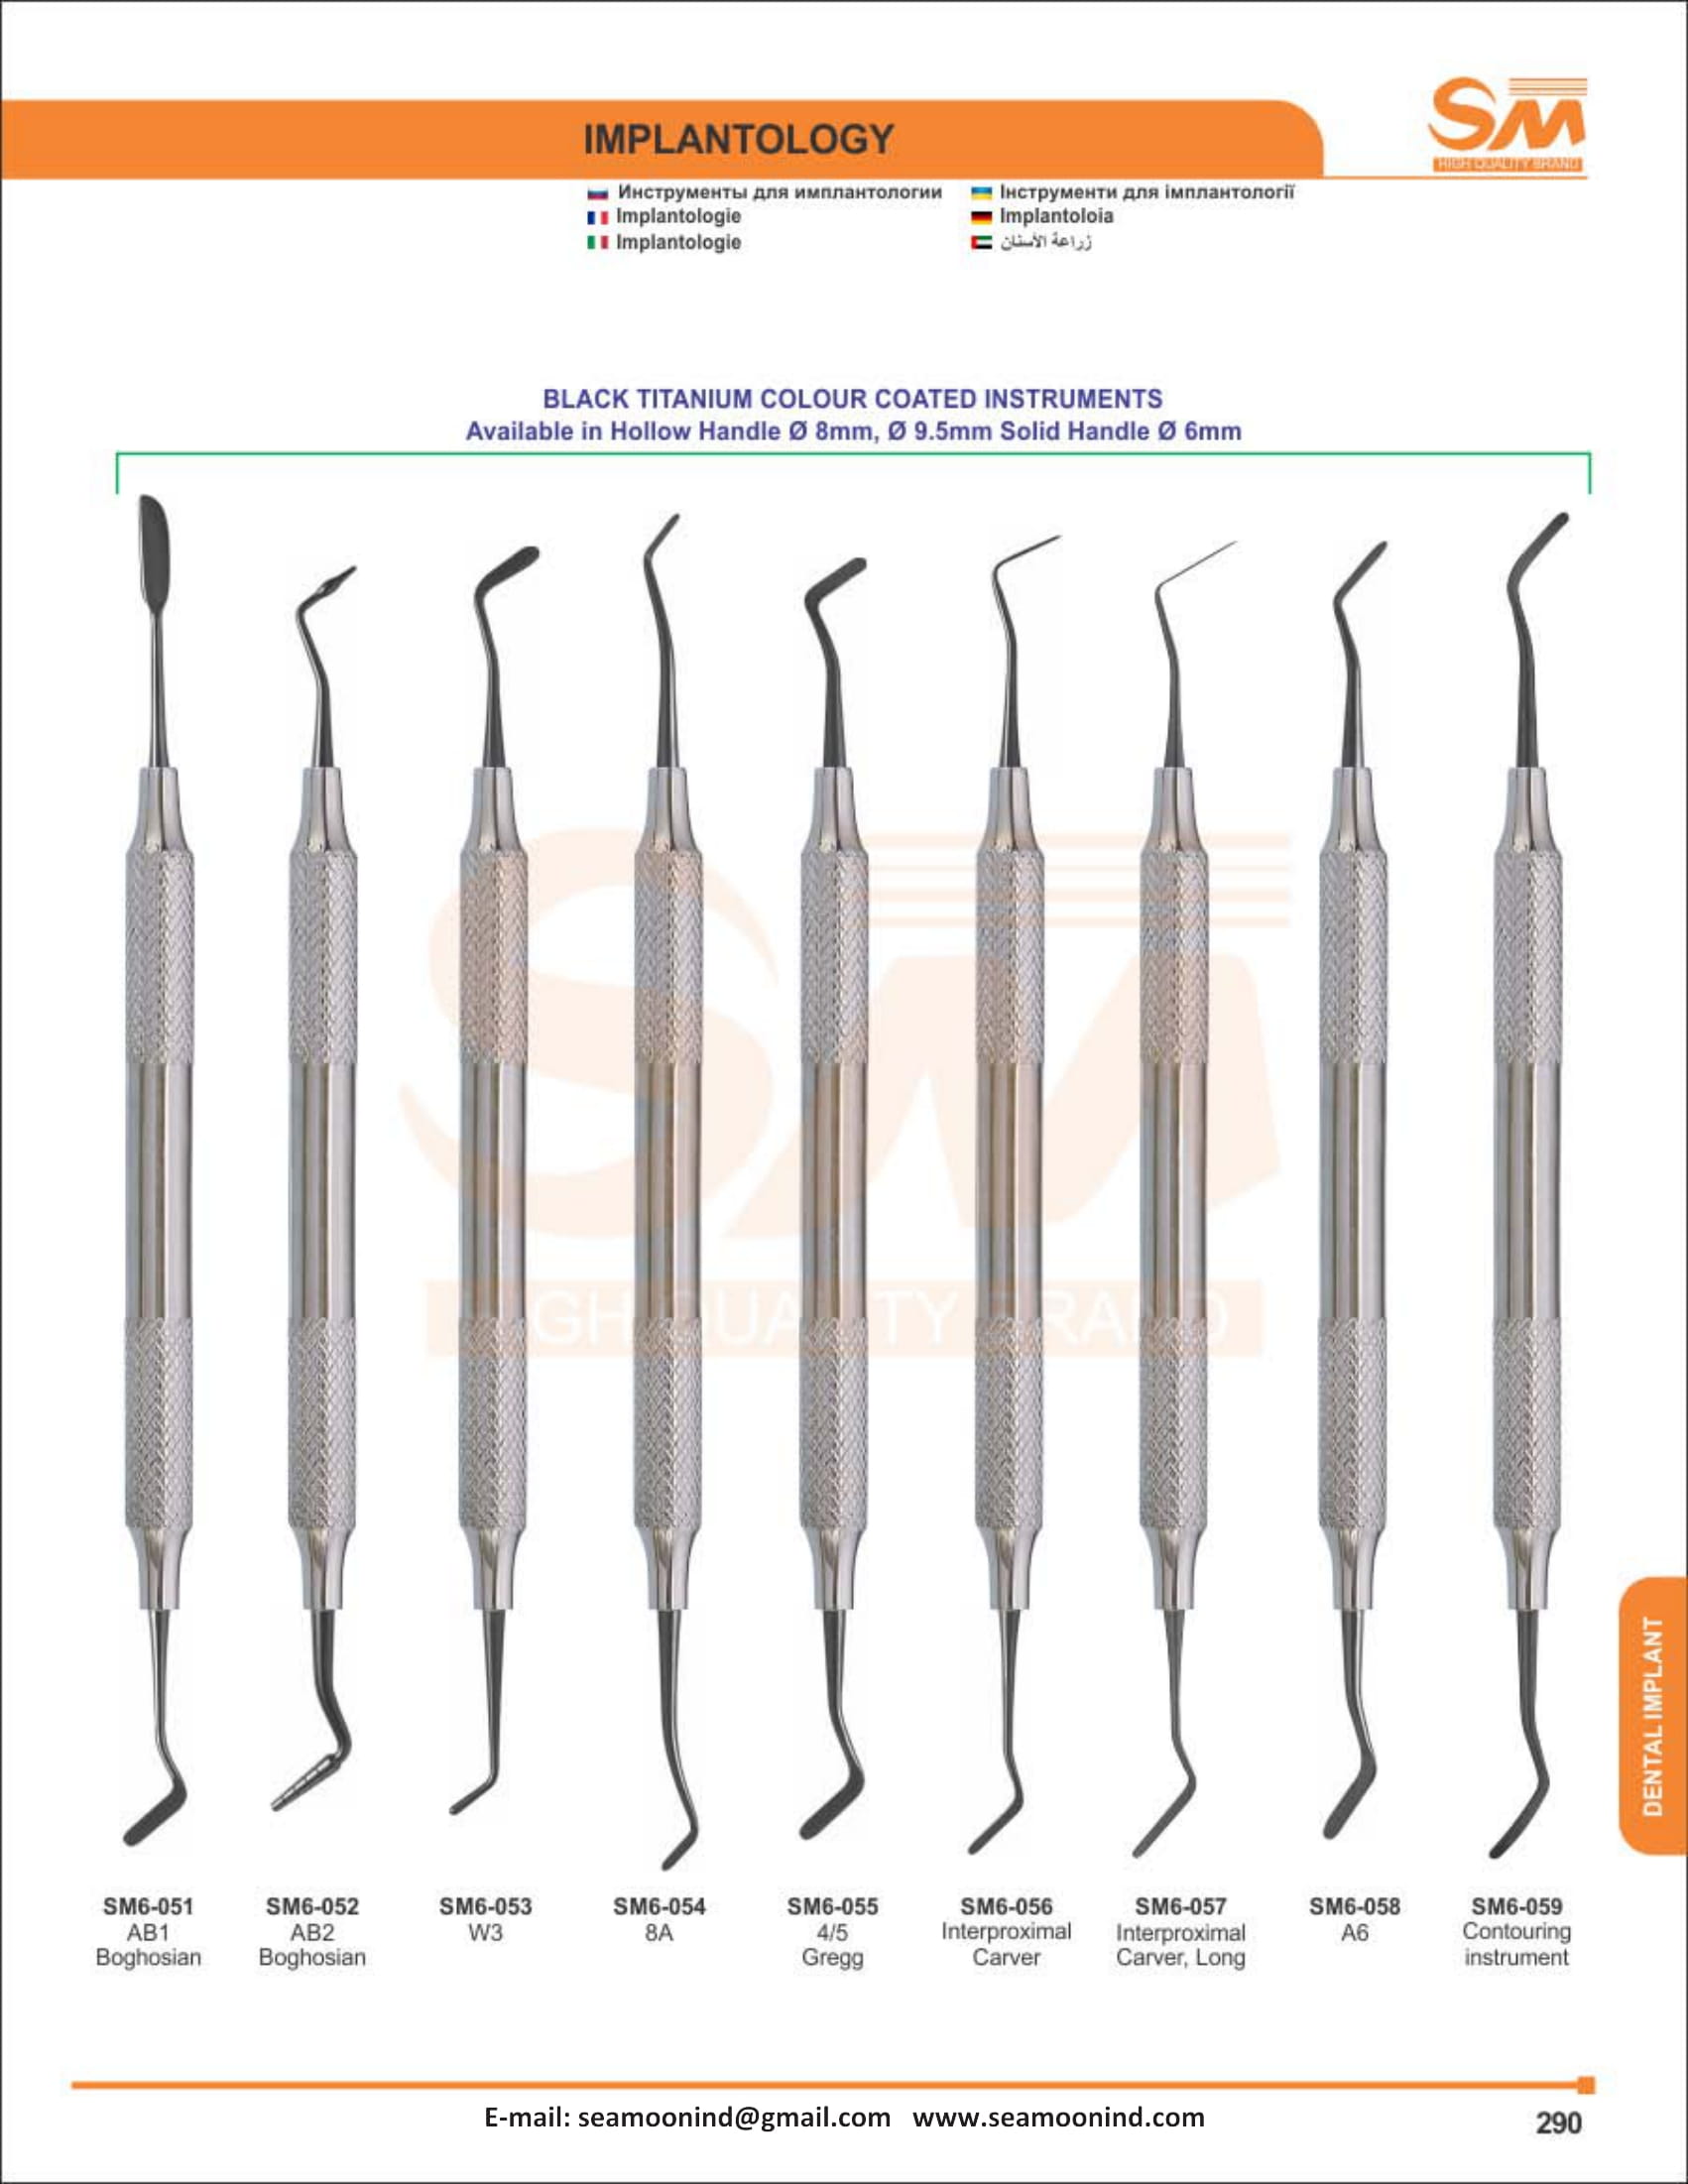 IMPLANTOLOGY
SM
HIGH QUALITY BRAND
Инструменты для имплантологии
Інструменти для імплантології
Implantologie
Implantoloia
Implantologie
زراعة الأسنان
BLACK TITANIUM COLOUR COATED INSTRUMENTS
Available in Hollow Handle Ø 8mm, Ø 9.5mm Solid Handle Ø 6mm
SM
HIGH QUALITY BRAND
DENTAL IMPLANT
SM6-051
AB1
Boghosian
SM6-052
AB2
Boghosian
SM6-053
W3
SM6-054
8A
SM6-055
4/5
Gregg
SM6-056
Interproximal
Carver
SM6-057
Interproximal
Carver, Long
SM6-058
A6
SM6-059
Contouring
instrument
E-mail: seamoonind@gmail.com www.seamoonind.com
290